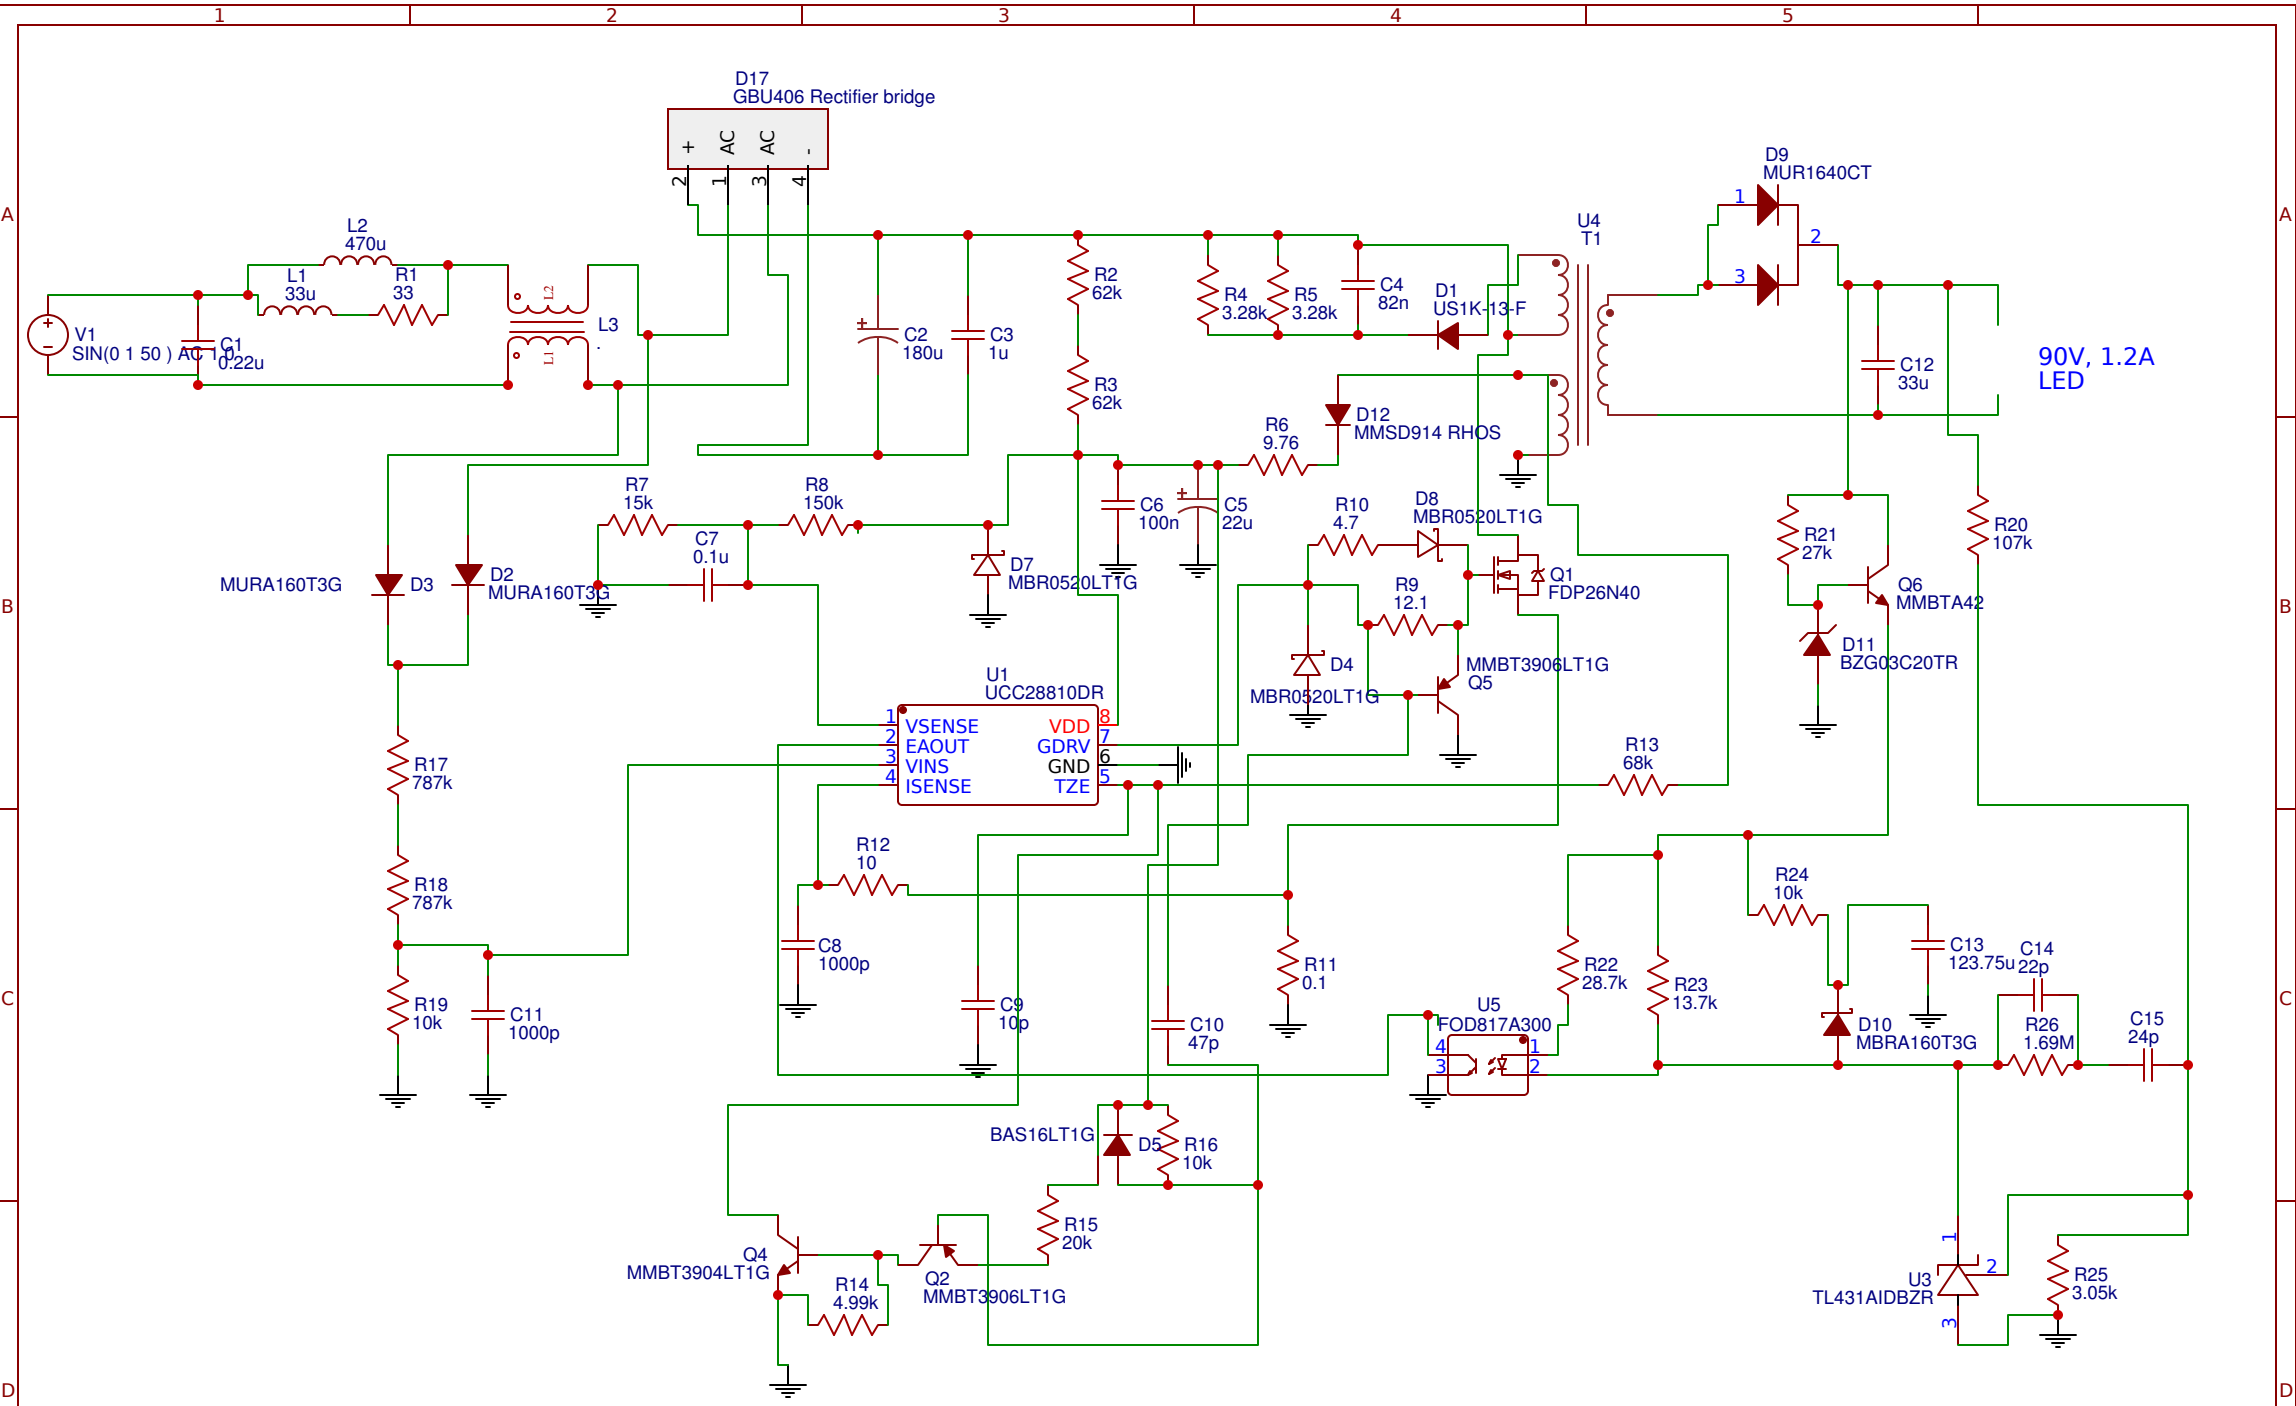 1 2 3 4 5
D17
GBU406 Rectifier bridge
+ AC AC -
2 1 3 4
D9
MUR1640CT
1
2
3
A A
U4
T1
L2
470u
L1
33u
R1
33
L2
L1
L3
.
V1
SIN(0 1 50 ) AC 1 0
C1
0.22u
C2
180u
C3
1u
R2
62k
R3
62k
R4
3.28k
R5
3.28k
C4
82n
D1
US1K-13-F
C12
33u
90V, 1.2A
LED
D12
MMSD914 RHOS
R6
9.76
R7
15k
R8
150k
C7
0.1u
C6
100n
C5
22u
R10
4.7
D8
MBR0520LT1G
R21
27k
R20
107k
D7
MBR0520LT1G
MURA160T3G D3
D2
MURA160T3G
R9
12.1
Q1
FDP26N40
Q6
MMBTA42
B B
D4
MBR0520LT1G
MMBT3906LT1G
Q5
D11
BZG03C20TR
U1
UCC28810DR
1 VSENSE VDD 8
2 EAOUT GDRV 7
3 VINS GND 6
4 ISENSE TZE 5
R13
68k
R17
787k
R12
10
R18
787k
R24
10k
C8
1000p
R11
0.1
R22
28.7k
R23
13.7k
C13
123.75u
C14
22p
C C
R19
10k
C11
1000p
C9
10p
C10
47p
U5
FOD817A300
4 1
3 2
D10
MBRA160T3G
R26
1.69M
C15
24p
BAS16LT1G D5
R16
10k
R15
20k
Q4
MMBT3904LT1G
R14
4.99k
Q2
MMBT3906LT1G
1
2
3
U3
TL431AIDBZR
R25
3.05k
D D